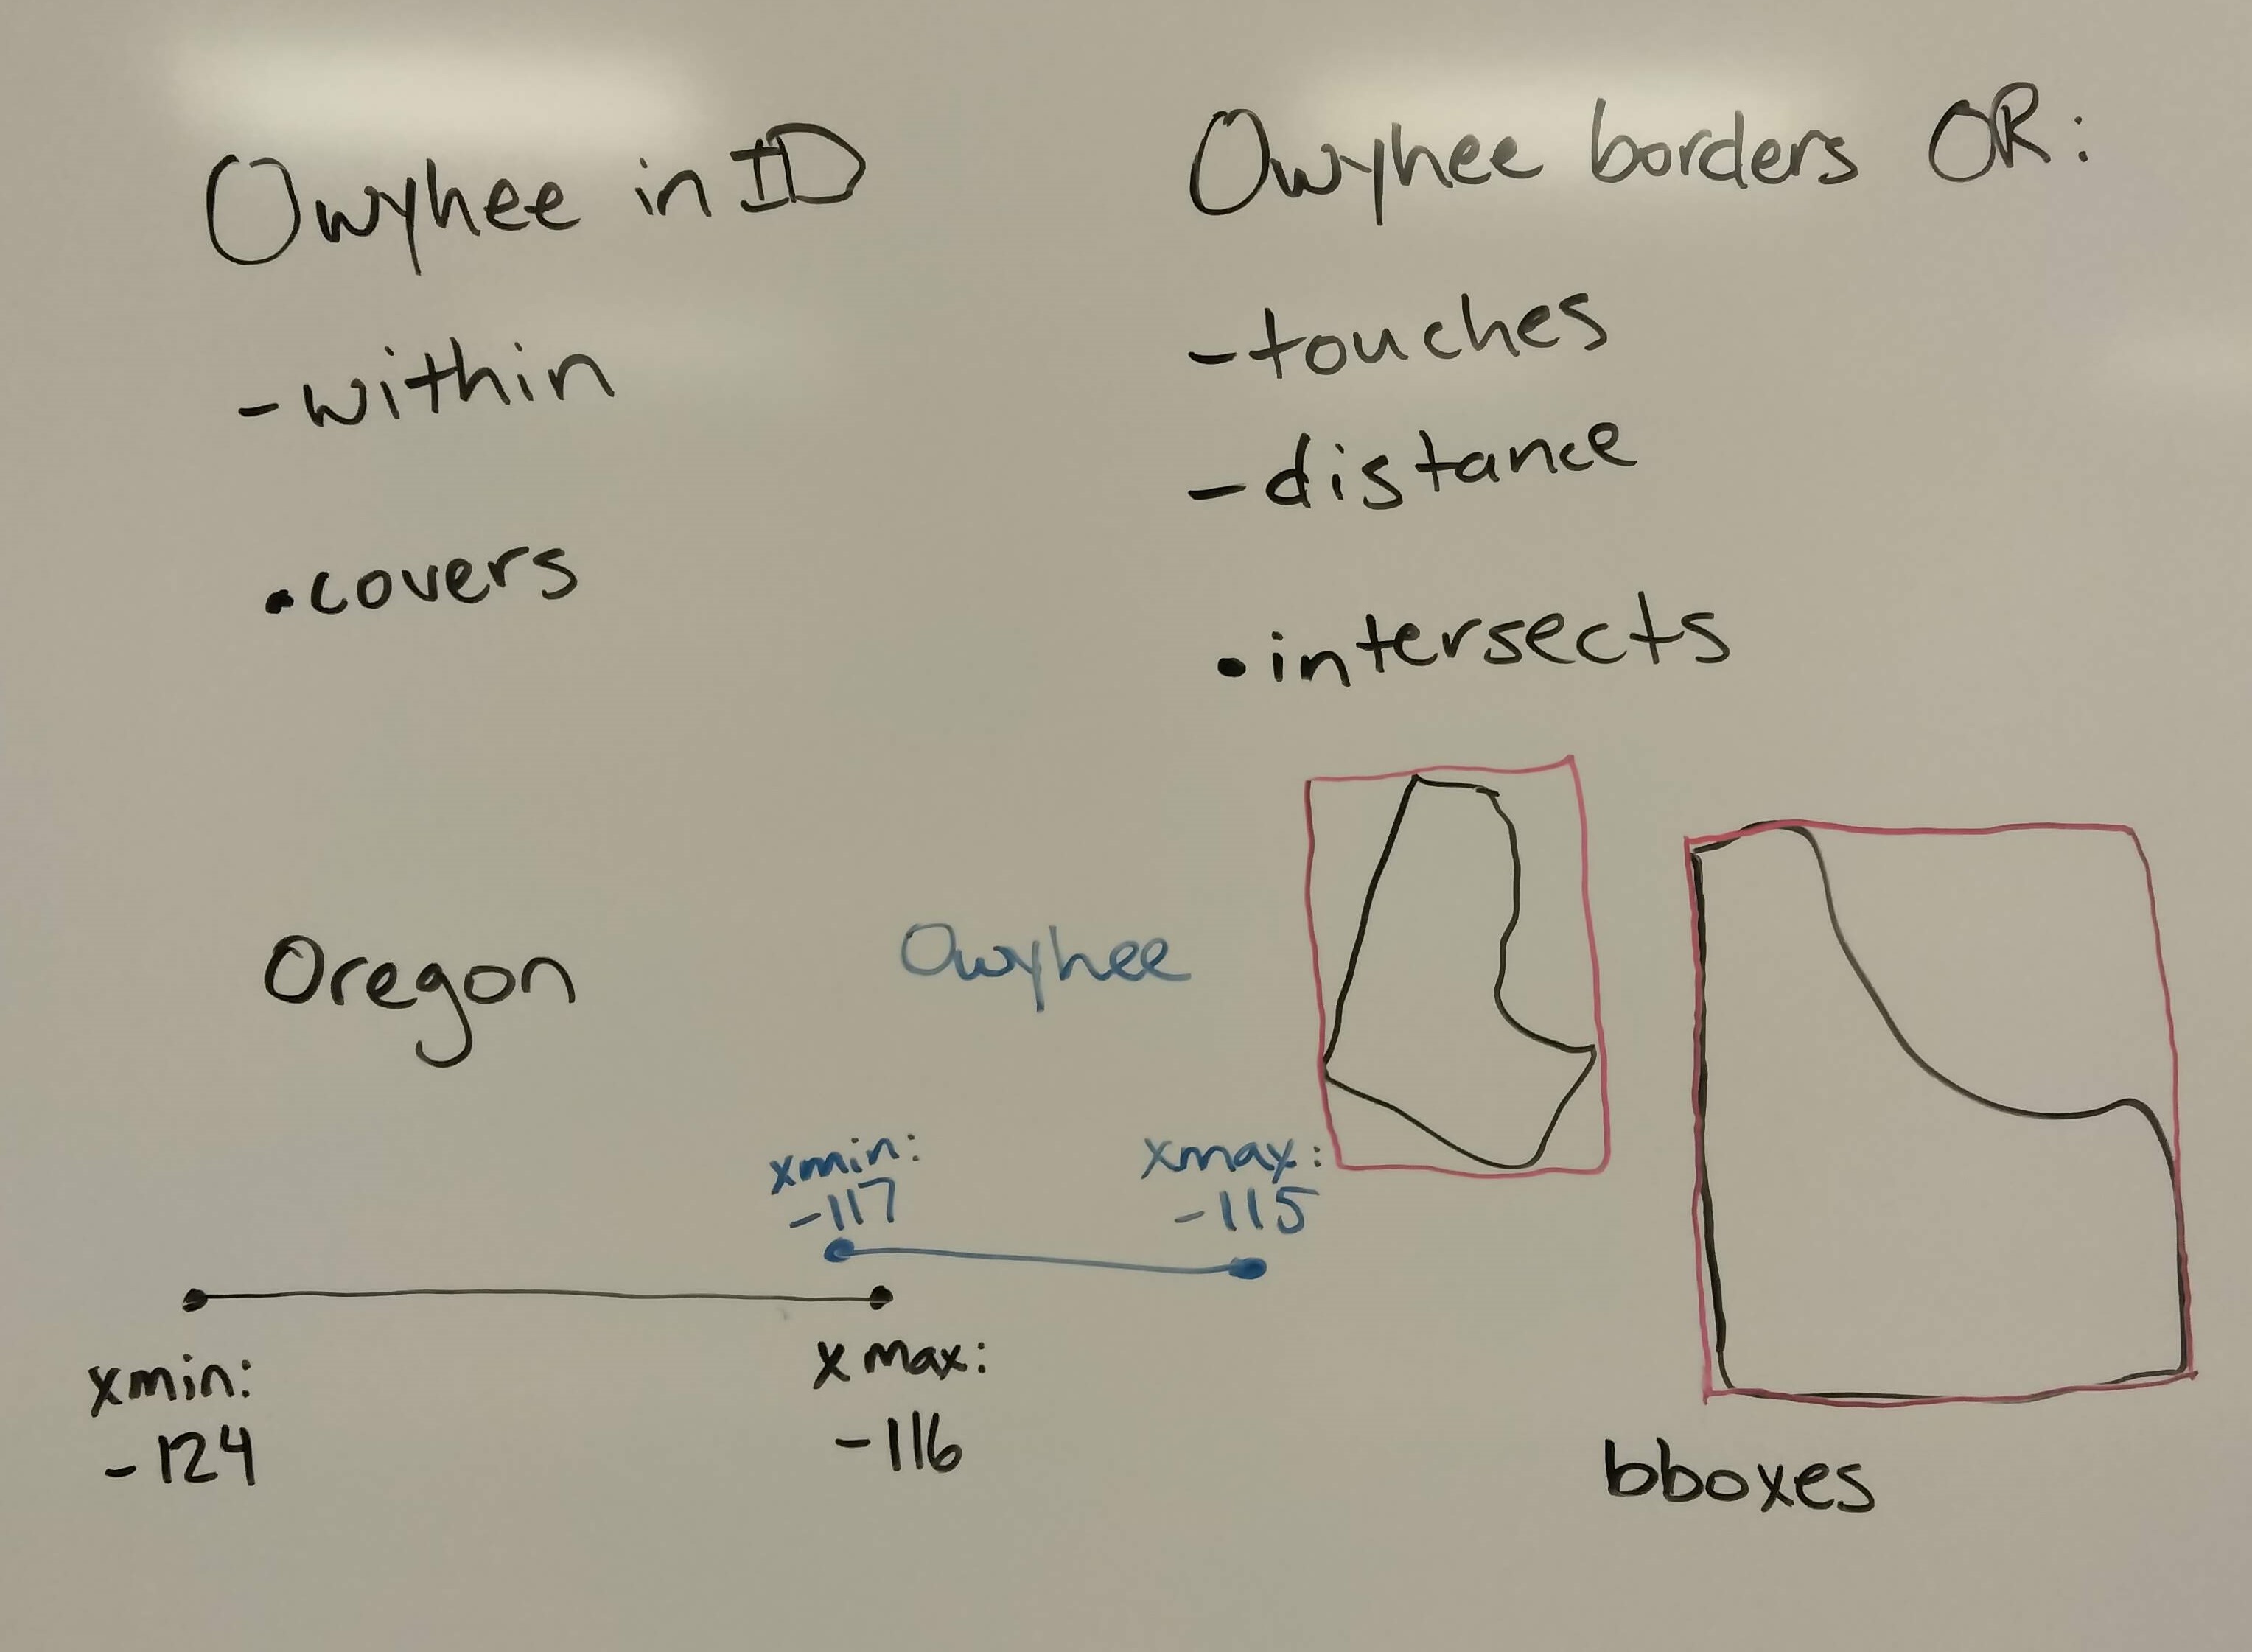 Owyhee in ID
-within
•covers
Owyhee borders OR:
-touches
-distance
•intersects
Oregon
Owyhee
xmin:
-117
xmax:
-115
xmin:
-124
xmax:
-116
bboxes